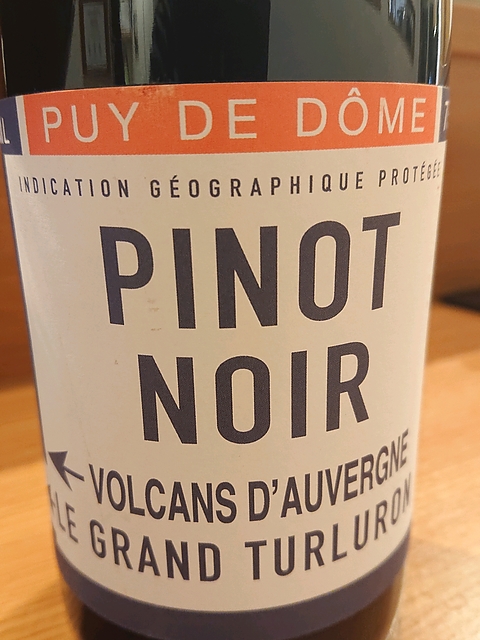 PUY DE DÔME
INDICATION GÉOGRAPHIQUE PROTÉGÉE
PINOT
NOIR
VOLCANS D'AUVERGNE
LE GRAND TURLURON